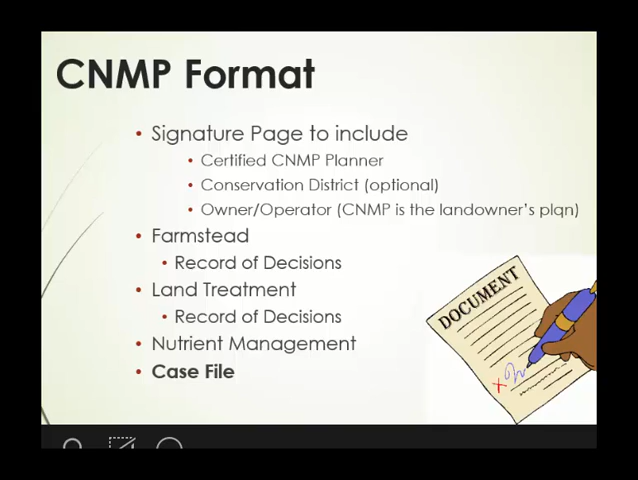 CNMP Format
• Signature Page to include
• Certified CNMP Planner
• Conservation District (optional)
• Owner/Operator (CNMP is the landowner's plan)
• Farmstead
• Record of Decisions
• Land Treatment
• Record of Decisions
• Nutrient Management
• Case File
DOCUMENT
x